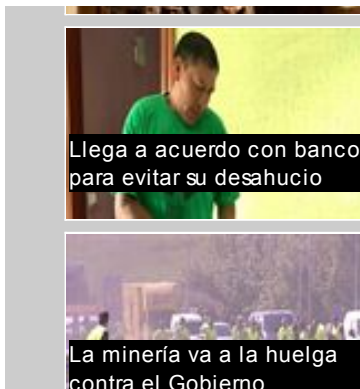 Llega a acuerdo con banco
para evitar su desahucio
La minería va a la huelga
contra el Gobierno